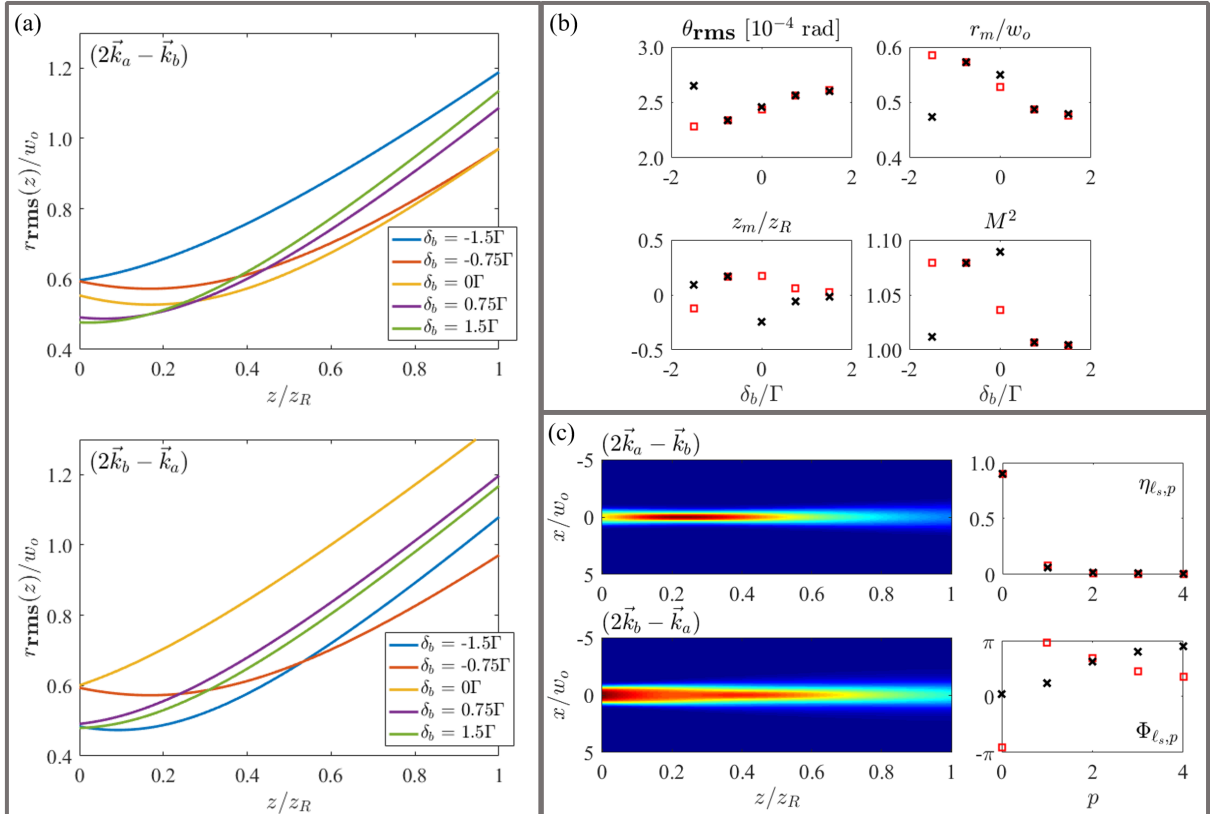 (a)
(2k⃗a − k⃗b)
rrms(z)/wo
1.2
1.0
0.8
0.6
0.4
0 0.2 0.4 0.6 0.8 1
z/zR
δb = -1.5Γ
δb = -0.75Γ
δb = 0Γ
δb = 0.75Γ
δb = 1.5Γ
(2k⃗b − k⃗a)
rrms(z)/wo
1.2
1.0
0.8
0.6
0.4
0 0.2 0.4 0.6 0.8 1
z/zR
δb = -1.5Γ
δb = -0.75Γ
δb = 0Γ
δb = 0.75Γ
δb = 1.5Γ
(b)
θrms [10−4 rad]
3.0
2.5
2.0
-2 0 2
rm/wo
0.6
0.5
0.4
-2 0 2
zm/zR
0.5
0
-0.5
-2 0 2
δb/Γ
M2
1.10
1.05
1.00
-2 0 2
δb/Γ
(c)
(2k⃗a − k⃗b)
x/wo
-5
0
5
0 0.2 0.4 0.6 0.8 1
ηℓs,p
1.0
0.5
0
0 2 4
(2k⃗b − k⃗a)
x/wo
-5
0
5
0 0.2 0.4 0.6 0.8 1
z/zR
π
0
-π
Φℓs,p
0 2 4
p